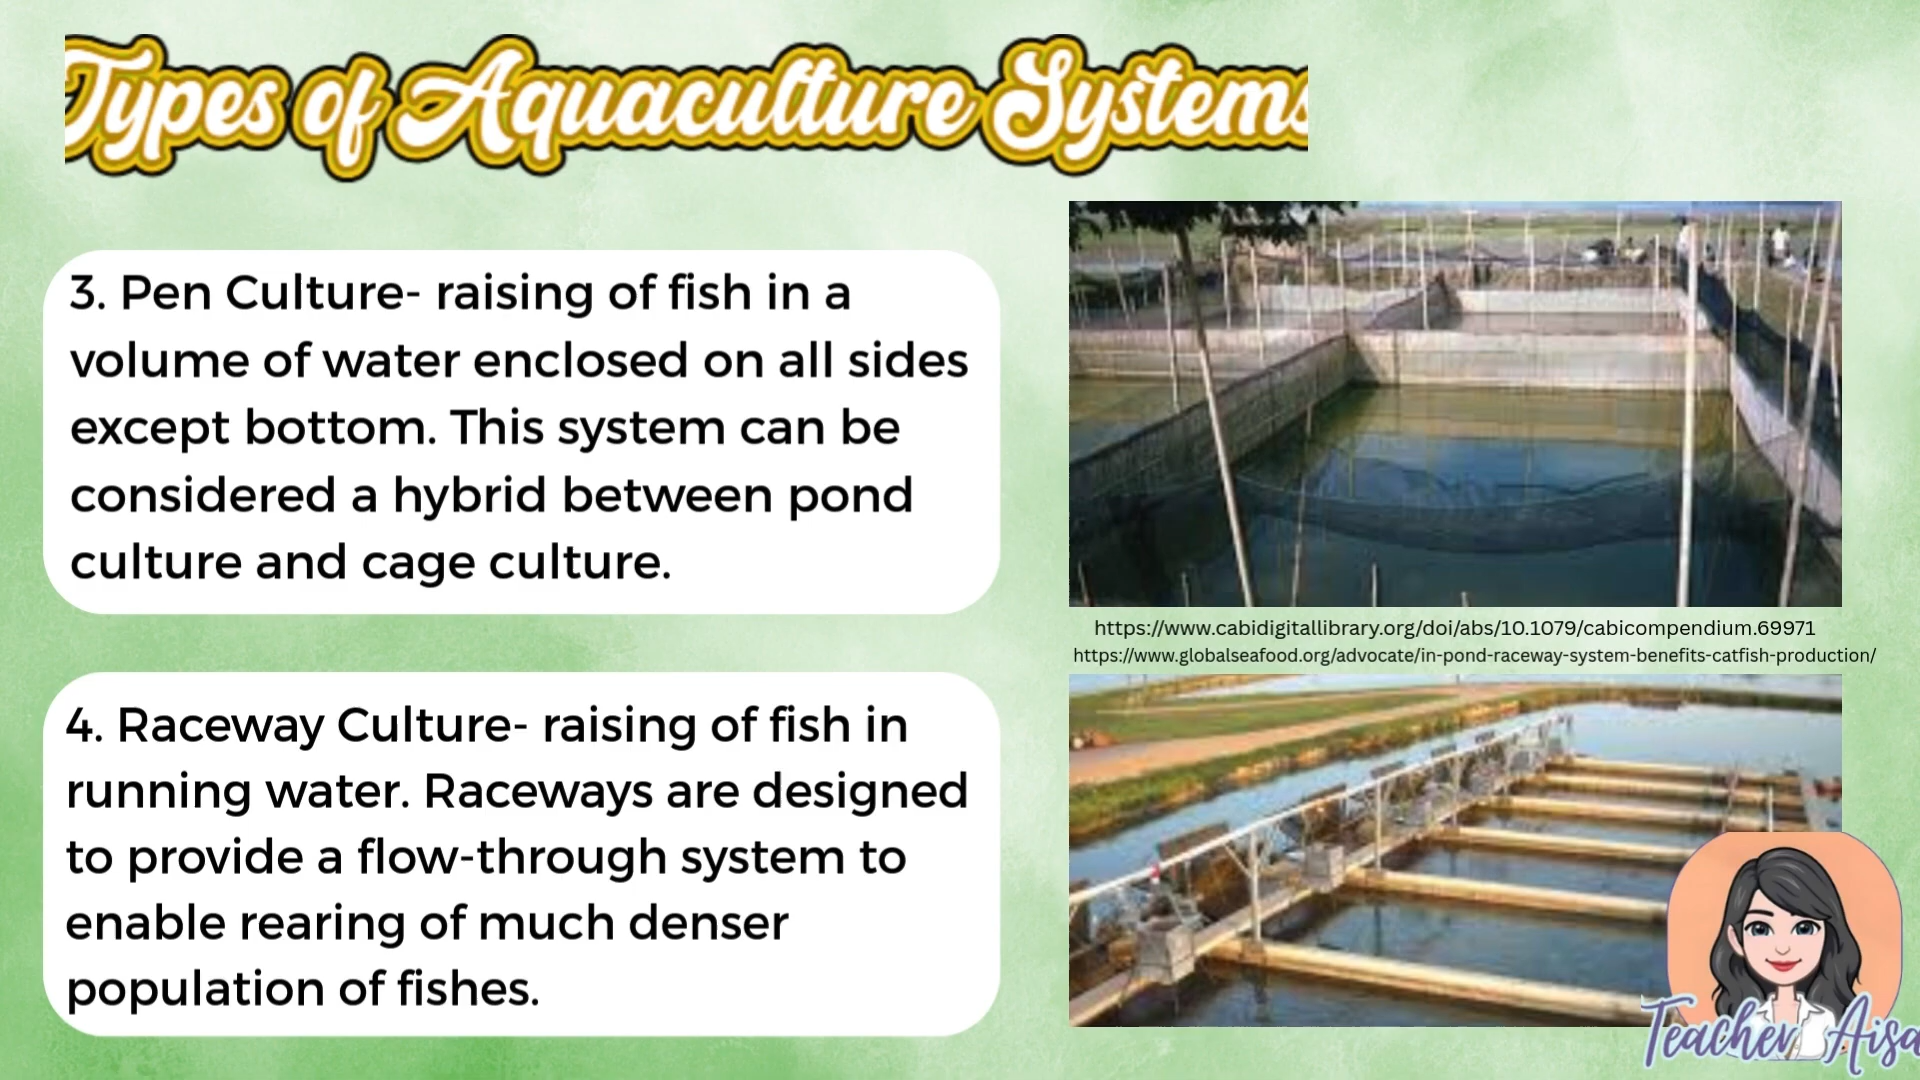 Types of Aquaculture Systems
3. Pen Culture- raising of fish in a
volume of water enclosed on all sides
except bottom. This system can be
considered a hybrid between pond
culture and cage culture.
https://www.cabidigitallibrary.org/doi/abs/10.1079/cabicompendium.69971
https://www.globalseafood.org/advocate/in-pond-raceway-system-benefits-catfish-production/
4. Raceway Culture- raising of fish in
running water. Raceways are designed
to provide a flow-through system to
enable rearing of much denser
population of fishes.
Teacher Aisa